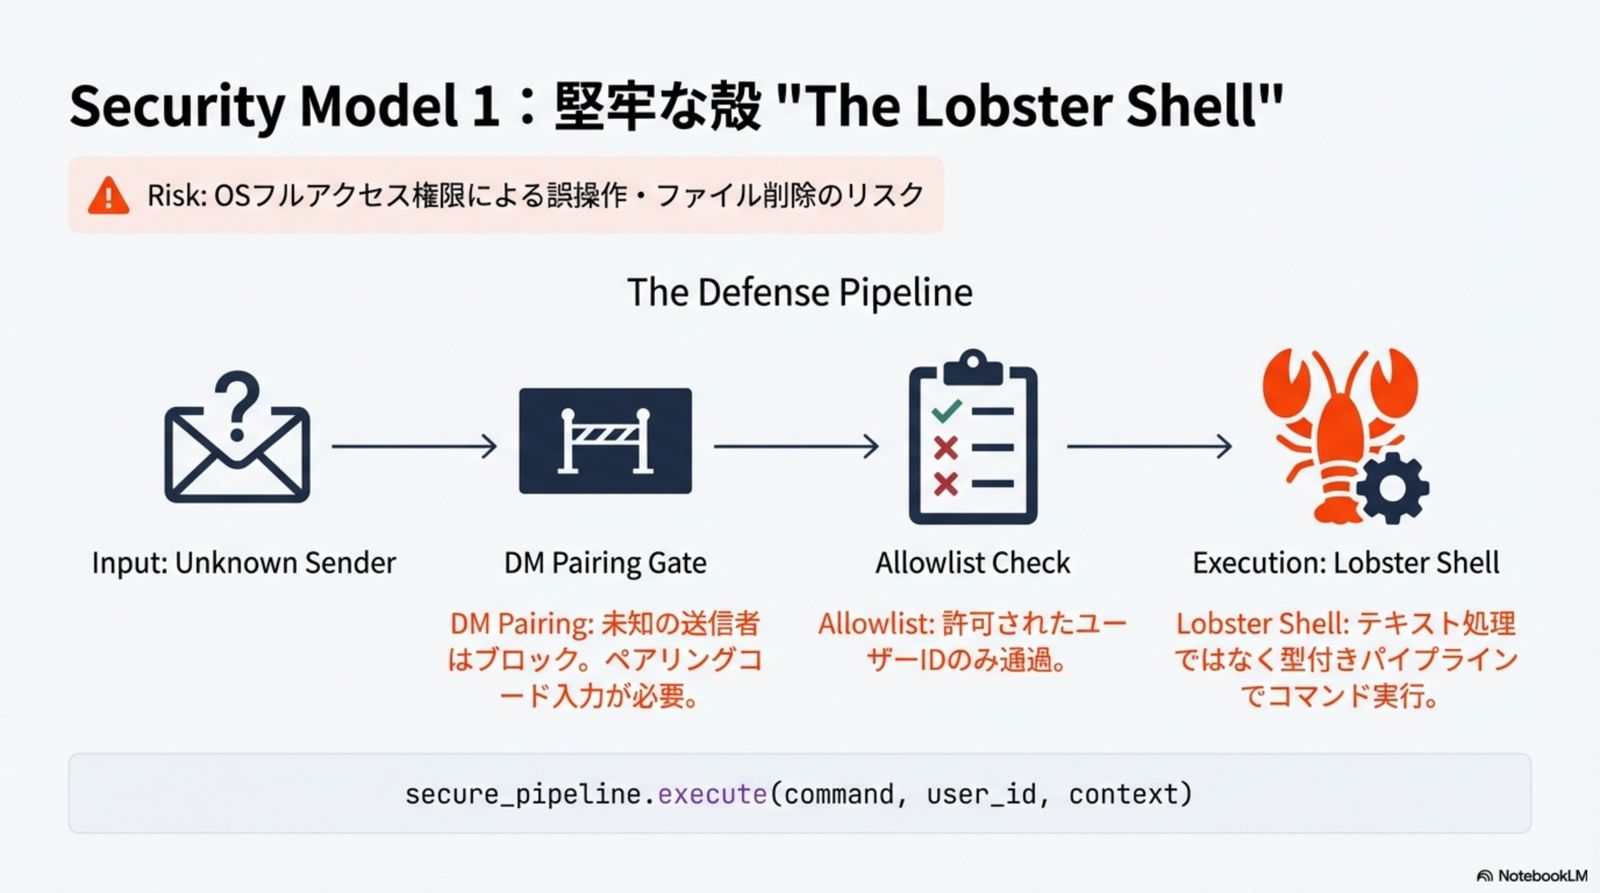 Security Model 1：堅牢な殻 "The Lobster Shell"
Risk: OSフルアクセス権限による誤操作・ファイル削除のリスク
The Defense Pipeline
Input: Unknown Sender
DM Pairing Gate
DM Pairing: 未知の送信者
はブロック。ペアリングコ
ード入力が必要。
Allowlist Check
Allowlist: 許可されたユー
ザーIDのみ通過。
Execution: Lobster Shell
Lobster Shell: テキスト処理
ではなく型付きパイプライン
でコマンド実行。
secure_pipeline.execute(command, user_id, context)
NotebookLM